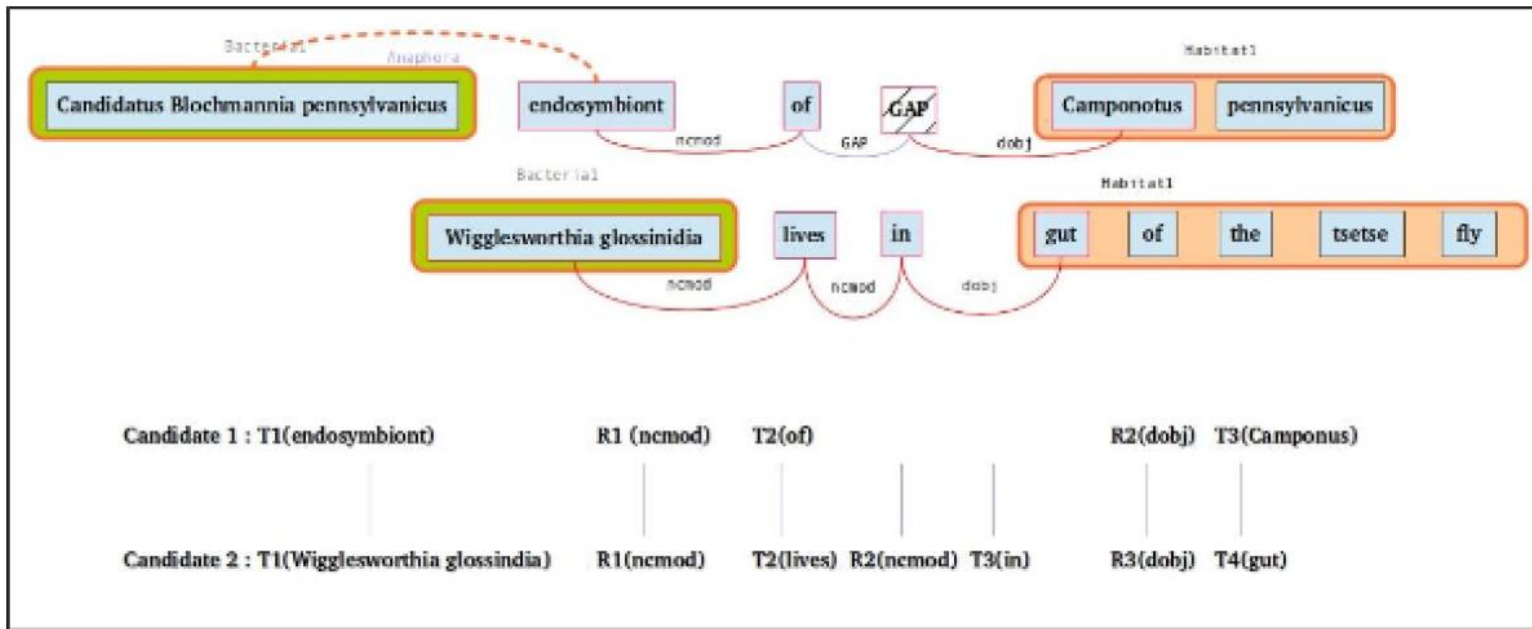 Bacteria1
Anaphora
Habitat1
Candidatus Blochmannia pennsylvanicus endosymbiont of GAP Camponotus pennsylvanicus
ncmod GAP dobj
Bacteria1 Habitat1
Wigglesworthia glossinidia lives in gut of the tsetse fly
ncmod ncmod dobj
Candidate 1 : T1(endosymbiont) R1 (ncmod) T2(of) R2(dobj) T3(Camponus)
Candidate 2 : T1(Wigglesworthia glossindia) R1(ncmod) T2(lives) R2(ncmod) T3(in) R3(dobj) T4(gut)